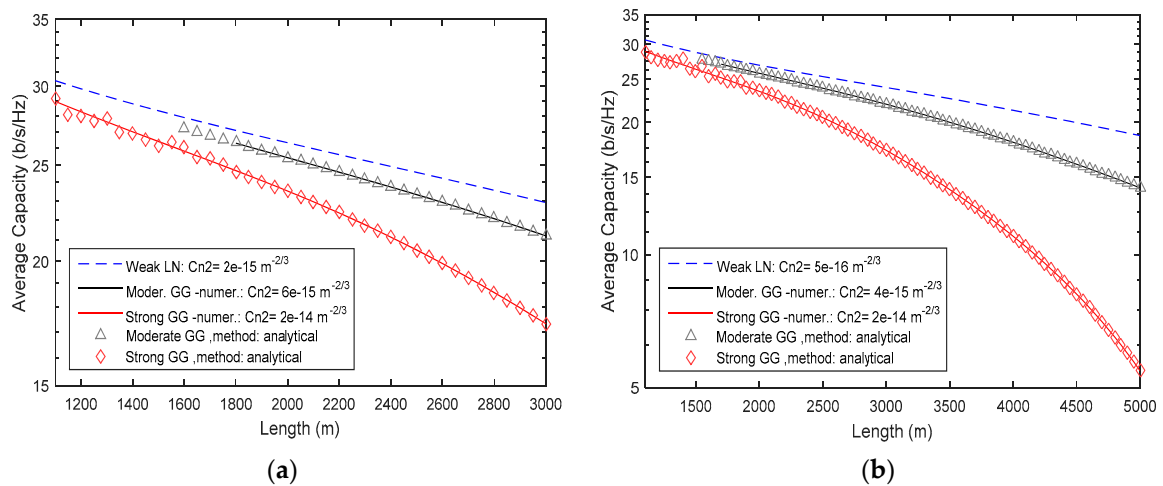 35
30
25
20
15
Average Capacity (b/s/Hz)
Weak LN: Cn2= 2e-15 m^-2/3
Moder. GG -numer.: Cn2= 6e-15 m^-2/3
Strong GG -numer.: Cn2= 2e-14 m^-2/3
Moderate GG ,method: analytical
Strong GG ,method: analytical
1200 1400 1600 1800 2000 2200 2400 2600 2800 3000
Length (m)
(a)
35
30
25
20
15
10
5
Average Capacity (b/s/Hz)
Weak LN: Cn2= 5e-16 m^-2/3
Moder. GG -numer.: Cn2= 4e-15 m^-2/3
Strong GG -numer.: Cn2= 2e-14 m^-2/3
Moderate GG ,method: analytical
Strong GG ,method: analytical
1500 2000 2500 3000 3500 4000 4500 5000
Length (m)
(b)